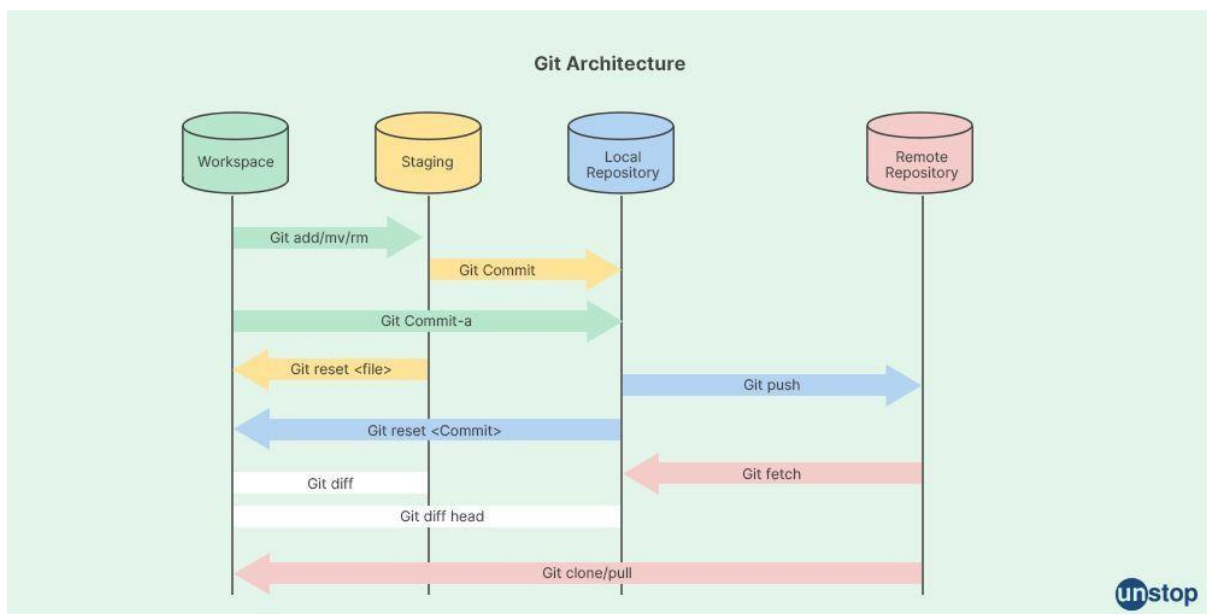 Git Architecture
Workspace
Staging
Local
Repository
Remote
Repository
Git add/mv/rm
Git Commit
Git Commit-a
Git reset <file>
Git push
Git reset <Commit>
Git fetch
Git diff
Git diff head
Git clone/pull
unstop